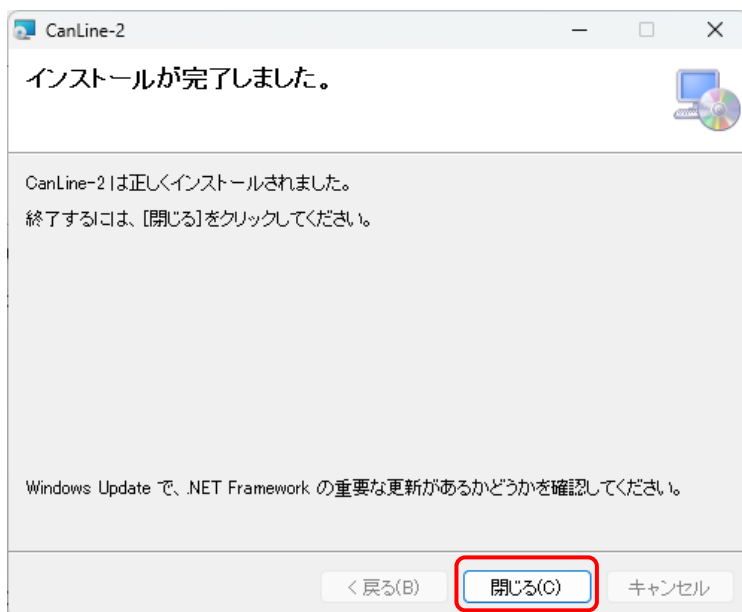 CanLine-2
インストールが完了しました。
CanLine-2 は正しくインストールされました。
終了するには、[閉じる]をクリックしてください。
Windows Update で、.NET Framework の重要な更新があるかどうかを確認してください。
< 戻る(B)
閉じる(C)
キャンセル